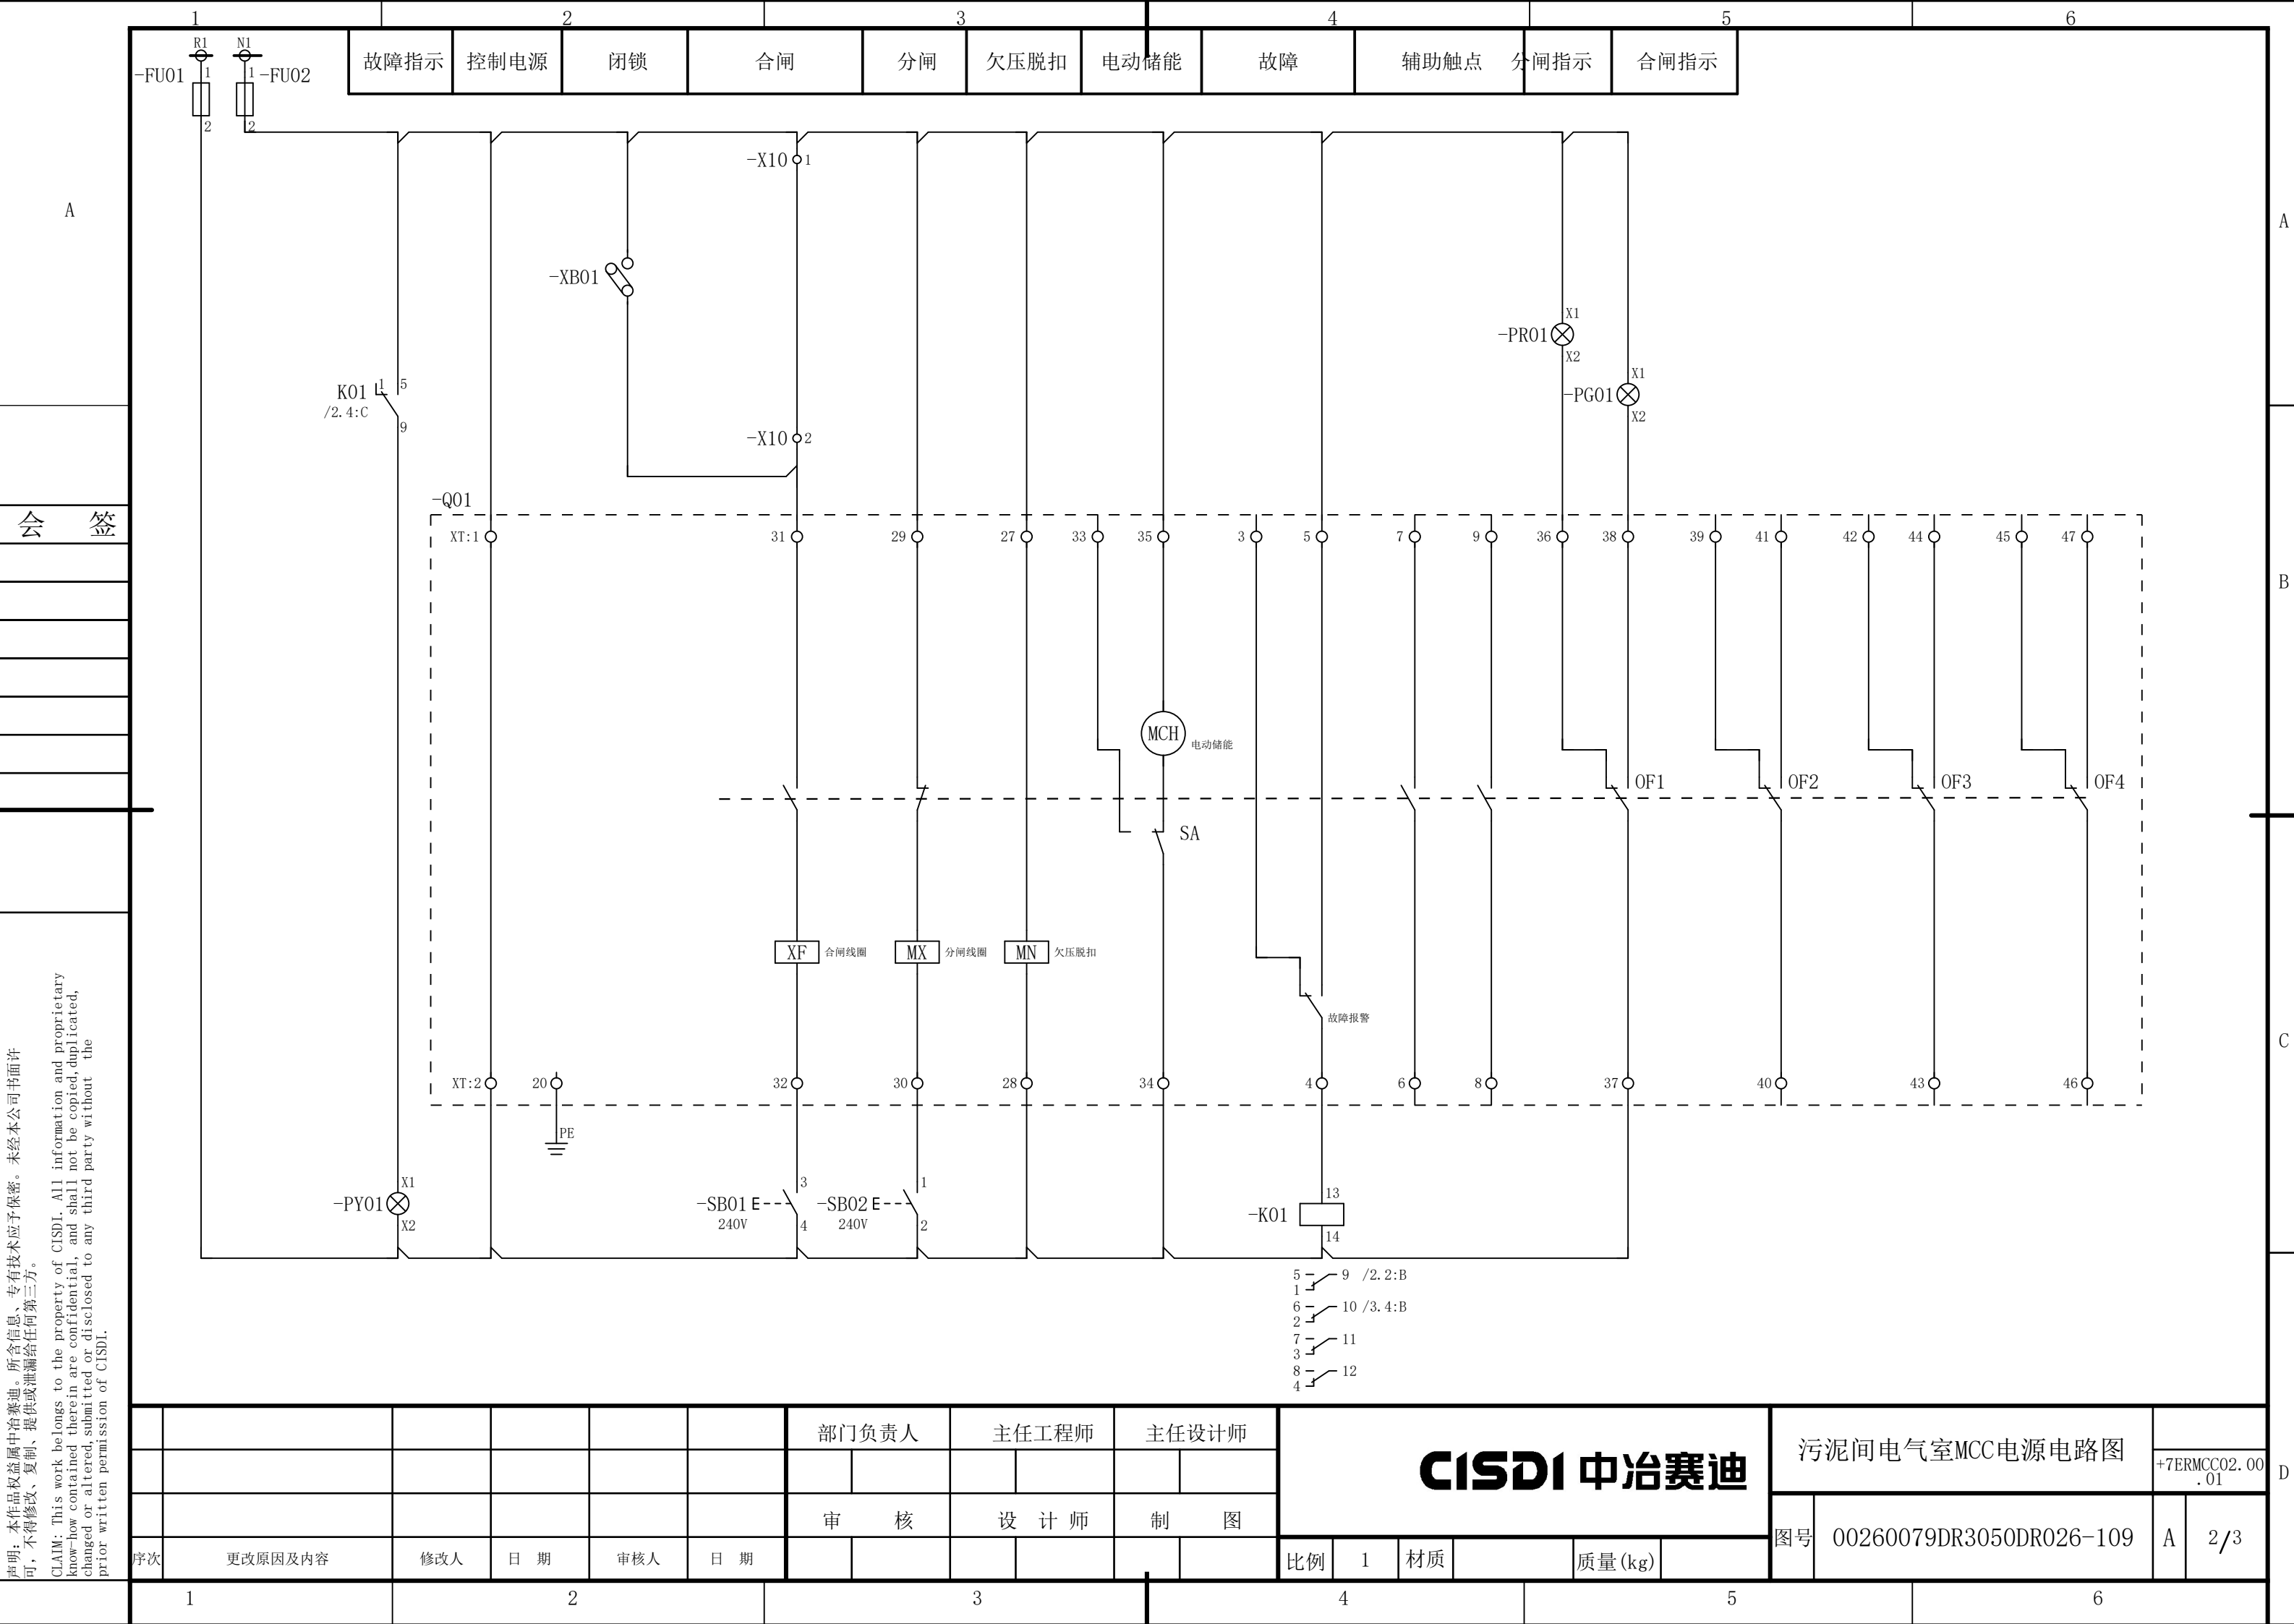 1 2 3 4 5 6
R1 N1
-FU01 1 1 -FU02
2 2
故障指示 控制电源 闭锁 合闸 分闸 欠压脱扣 电动储能 故障 辅助触点 分闸指示 合闸指示
A
A
-X10 1
-XB01
X1
-PR01
X2
X1
-PG01
X2
1 5
K01
/2.4:C
9
-X10 2
-Q01
会 签
XT:1 31 29 27 33 35 3 5 7 9 36 38 39 41 42 44 45 47
B
MCH
电动储能
OF1 OF2 OF3 OF4
SA
XF 合闸线圈 MX 分闸线圈 MN 欠压脱扣
故障报警
C
XT:2 20 32 30 28 34 4 6 8 37 40 43 46
PE
X1
-PY01
X2
3
-SB01
240V
4
1
-SB02
240V
2
13
-K01
14
5 9 /2.2:B
1
6 10 /3.4:B
2
7 11
3
8 12
4
声明: 本作品权益属中冶赛迪。所含信息、专有技术应予保密。未经本公司书面许
可, 不得修改、复制、提供或泄漏给任何第三方。
CLAIM: This work belongs to the property of CISDI. All information and proprietary
know-how contained therein are confidential, and shall not be copied,duplicated,
changed or altered,submitted or disclosed to any third party without the
prior written permission of CISDI.
部门负责人 主任工程师 主任设计师
审 核 设 计 师 制 图
序次 更改原因及内容 修改人 日 期 审核人 日 期
CISDI 中冶赛迪
比例 1 材质 质量(kg)
污泥间电气室MCC电源电路图
+7ERMCC02.00
.01
D
图号 00260079DR3050DR026-109 A 2/3
1 2 3 4 5 6